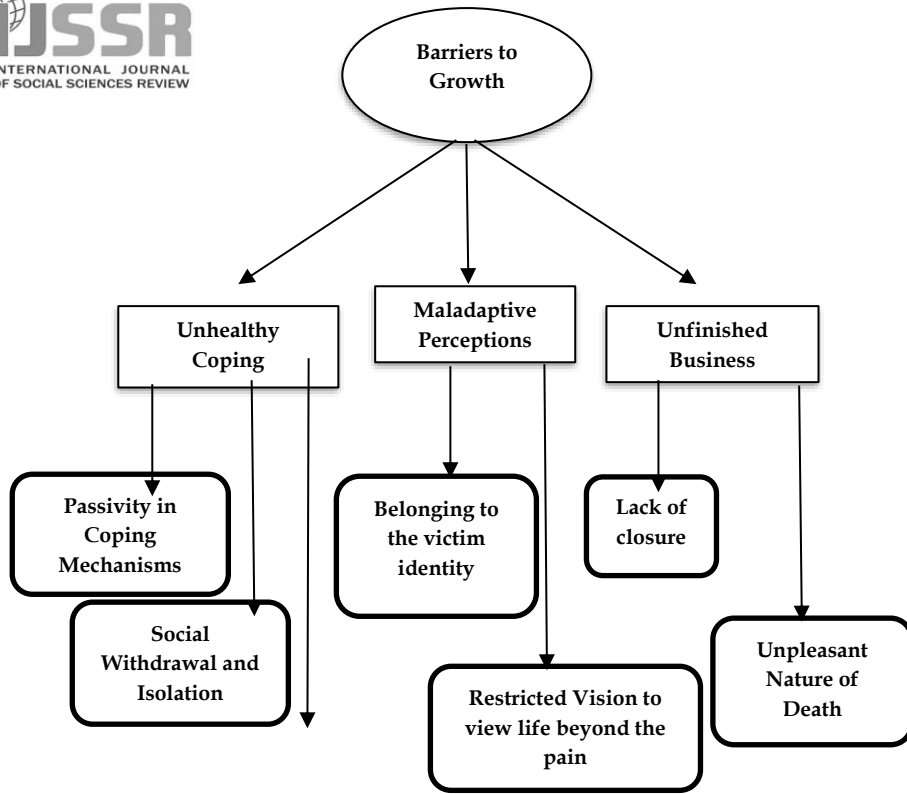 IJSSR
INTERNATIONAL JOURNAL
OF SOCIAL SCIENCES REVIEW
Barriers to
Growth
Unhealthy
Coping
Maladaptive
Perceptions
Unfinished
Business
Passivity in
Coping
Mechanisms
Social
Withdrawal and
Isolation
Belonging to
the victim
identity
Restricted Vision to
view life beyond the
pain
Lack of
closure
Unpleasant
Nature of
Death